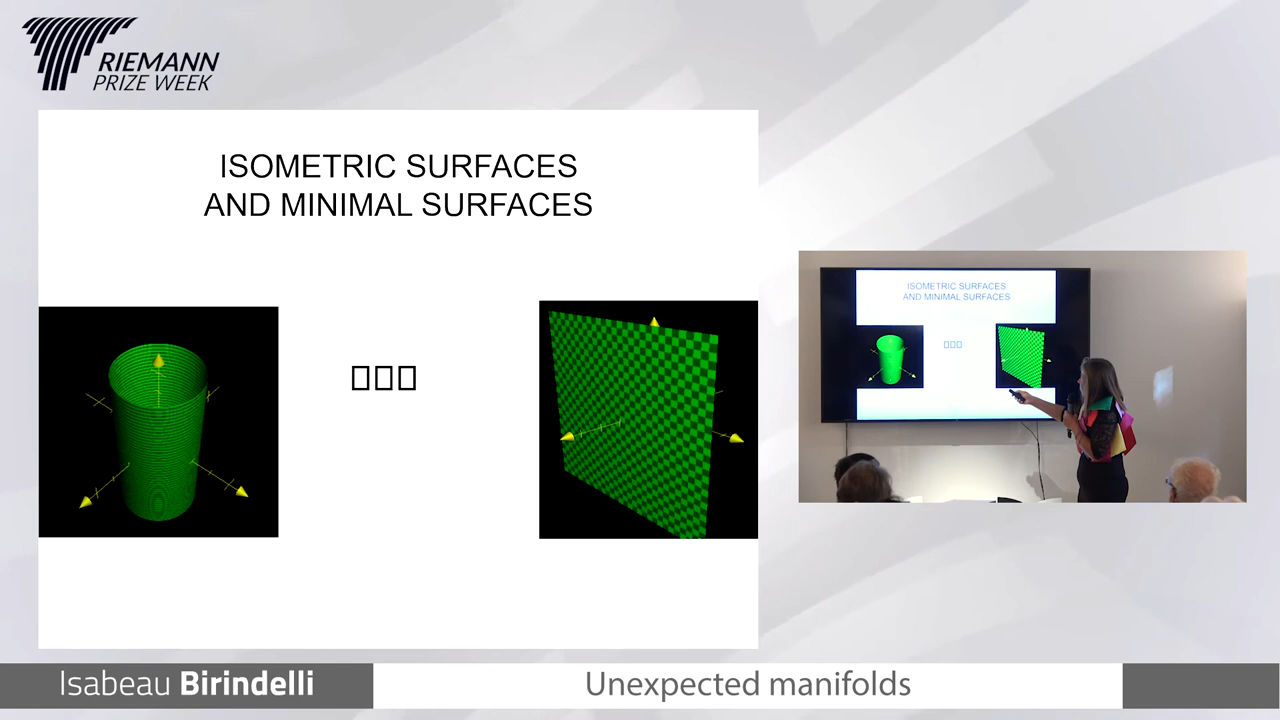 RIEMANN
PRIZE WEEK
ISOMETRIC SURFACES
AND MINIMAL SURFACES
ISOMETRIC SURFACES
AND MINIMAL SURFACES
Isabeau Birindelli
Unexpected manifolds